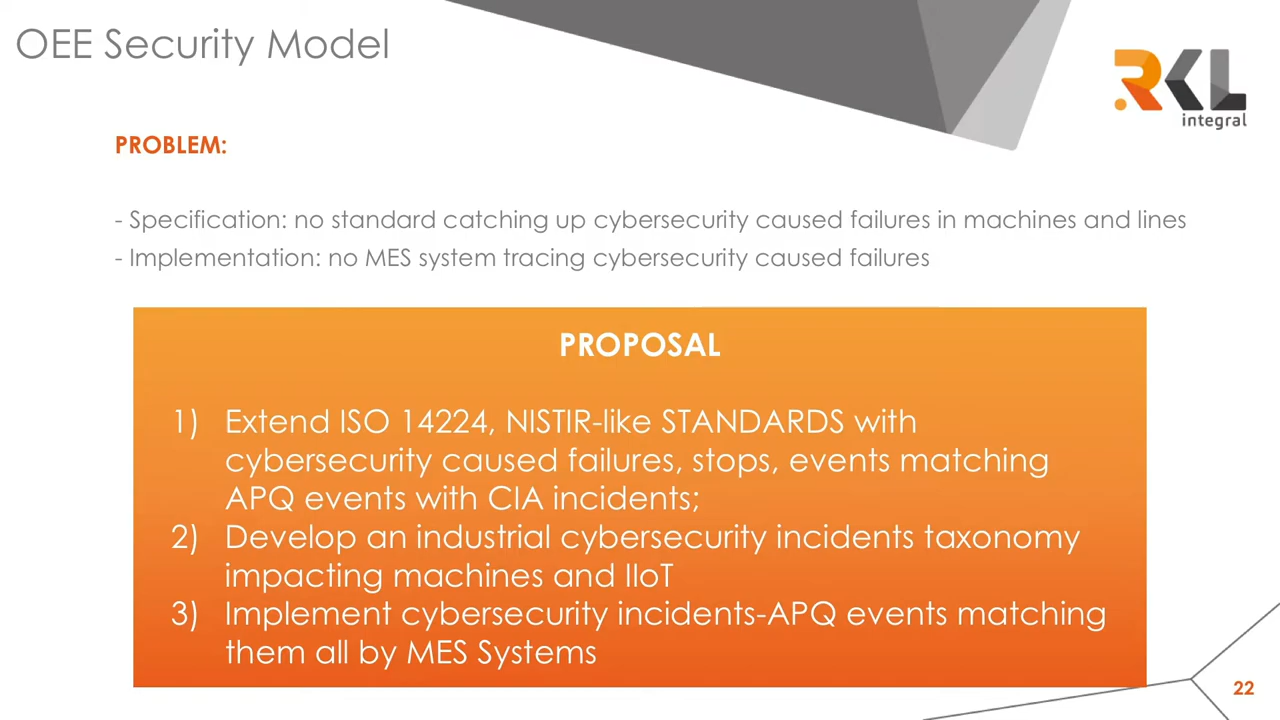 OEE Security Model
RKL
integral
PROBLEM:
- Specification: no standard catching up cybersecurity caused failures in machines and lines
- Implementation: no MES system tracing cybersecurity caused failures
PROPOSAL
1) Extend ISO 14224, NISTIR-like STANDARDS with
cybersecurity caused failures, stops, events matching
APQ events with CIA incidents;
2) Develop an industrial cybersecurity incidents taxonomy
impacting machines and IIoT
3) Implement cybersecurity incidents-APQ events matching
them all by MES Systems
22